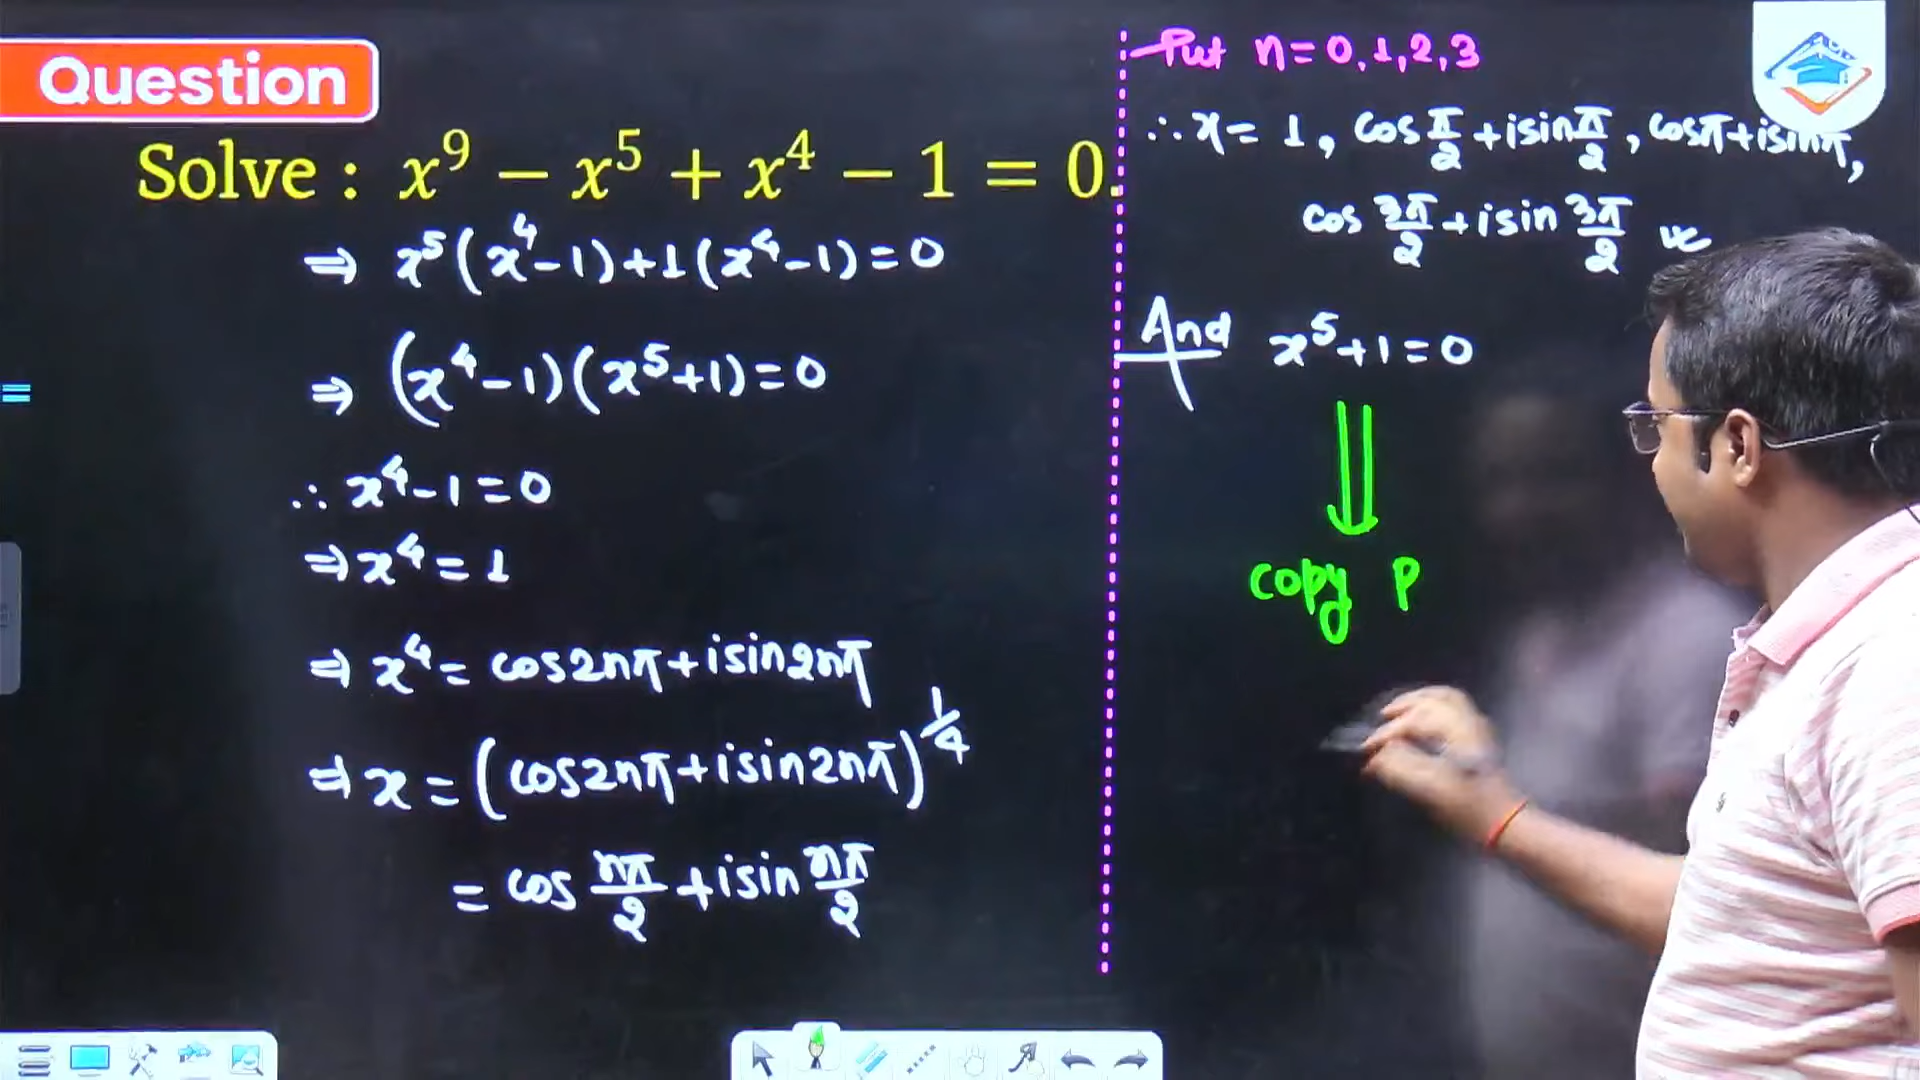 Question
Solve : x⁹ − x⁵ + x⁴ − 1 = 0.
⇒ x⁵(x⁴-1)+1(x⁴-1)=0
⇒ (x⁴-1)(x⁵+1)=0
∴ x⁴-1=0
⇒ x⁴=1
⇒ x⁴= cos2nπ+isin2nπ
⇒ x = (cos2nπ+isin2nπ)^1/4
= cos nπ/2 + isin nπ/2
Put n=0,1,2,3
∴ x= 1, cos π/2 + isin π/2, cosπ+isinπ,
cos 3π/2 + isin 3π/2
And x⁵+1=0
copy P